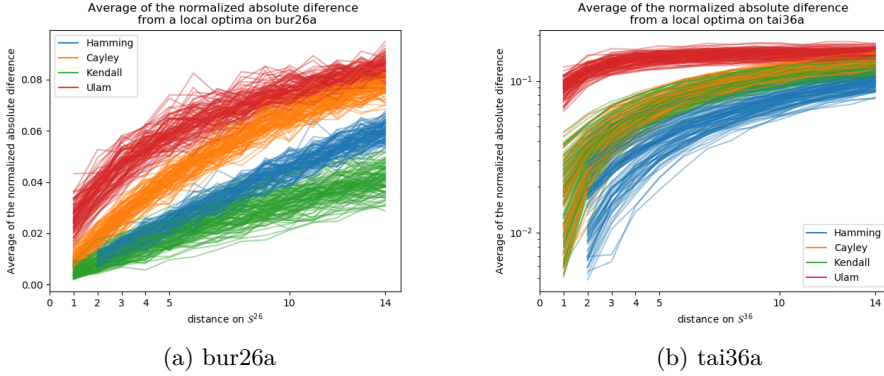 Average of the normalized absolute diference
from a local optima on bur26a
Average of the normalized absolute difference
0.08
0.06
0.04
0.02
0.00
Hamming
Cayley
Kendall
Ulam
0 1 2 3 4 5 10 14
distance on 𝒮²⁶
(a) bur26a
Average of the normalized absolute diference
from a local optima on tai36a
Average of the normalized absolute difference
10⁻¹
10⁻²
Hamming
Cayley
Kendall
Ulam
0 1 2 3 4 5 10 14
distance on 𝒮³⁶
(b) tai36a